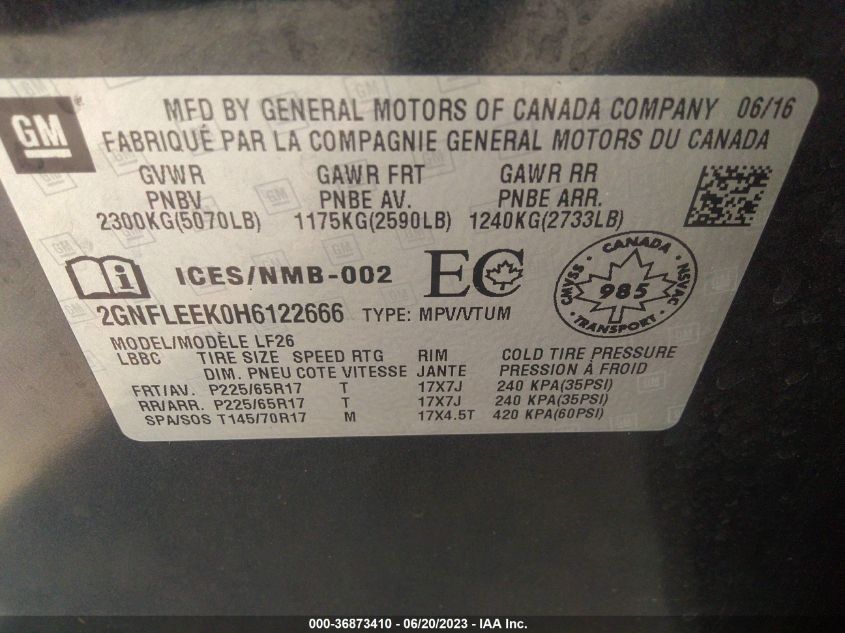 GM
MFD BY GENERAL MOTORS OF CANADA COMPANY 06/16
FABRIQUÉ PAR LA COMPAGNIE GENERAL MOTORS DU CANADA
GVWR GAWR FRT GAWR RR
PNBV PNBE AV. PNBE ARR.
2300KG(5070LB) 1175KG(2590LB) 1240KG(2733LB)
i ICES/NMB-002 EC
CANADA CMVSS 985 NSVAC TRANSPORT
2GNFLEEK0H6122666 TYPE: MPV/VTUM
MODEL/MODÈLE LF26
LBBC TIRE SIZE SPEED RTG RIM COLD TIRE PRESSURE
DIM. PNEU COTE VITESSE JANTE PRESSION À FROID
FRT/AV. P225/65R17 T 17X7J 240 KPA(35PSI)
RR/ARR. P225/65R17 T 17X7J 240 KPA(35PSI)
SPA/SOS T145/70R17 M 17X4.5T 420 KPA(60PSI)
000-36873410 - 06/20/2023 - IAA Inc.